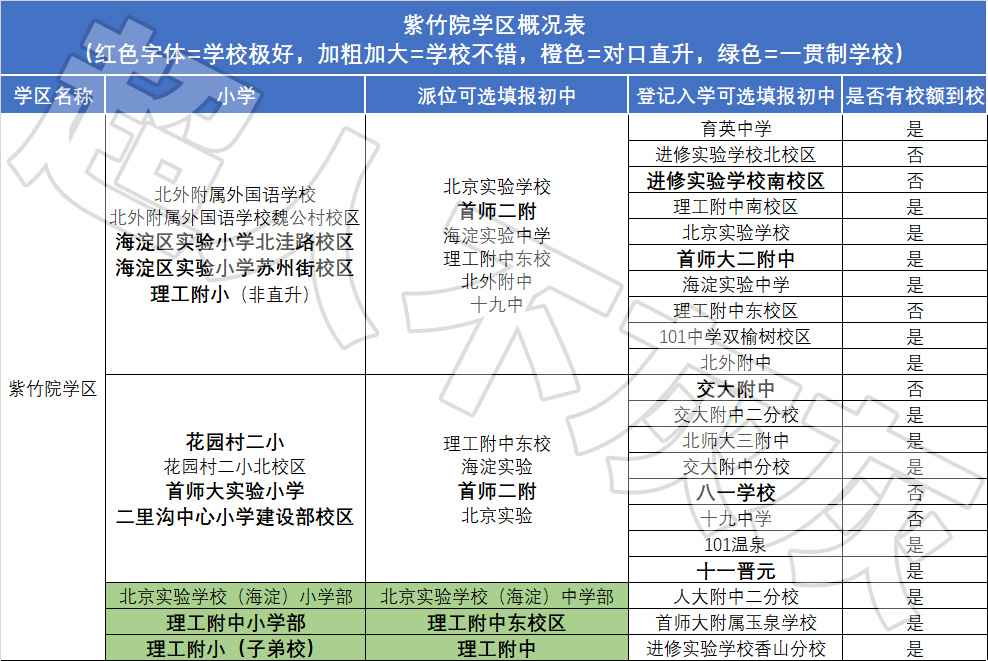 紫竹院学区概况表
（红色字体=学校极好，加粗加大=学校不错，橙色=对口直升，绿色=一贯制学校）
学区名称 小学 派位可选填报初中 登记入学可选填报初中 是否有校额到校
紫竹院学区
北外附属外国语学校
北外附属外国语学校魏公村校区
海淀区实验小学北洼路校区
海淀区实验小学苏州街校区
理工附小（非直升）
北京实验学校
首师二附
海淀实验中学
理工附中东校
北外附中
十九中
花园村二小
花园村二小北校区
首师大实验小学
二里沟中心小学建设部校区
理工附中东校
海淀实验
首师二附
北京实验
北京实验学校（海淀）小学部 北京实验学校（海淀）中学部
理工附中小学部 理工附中东校区
理工附小（子弟校） 理工附中
育英中学 是
进修实验学校北校区 否
进修实验学校南校区 否
理工附中南校区 是
北京实验学校 是
首师大二附中 是
海淀实验中学 是
理工附中东校区 否
101中学双榆树校区 是
北外附中 是
交大附中 否
交大附中二分校 是
北师大三附中 是
交大附中分校 是
八一学校 否
十九中学 否
101温泉 是
十一晋元 是
人大附中二分校 是
首师大附属玉泉学校 是
进修实验学校香山分校 是